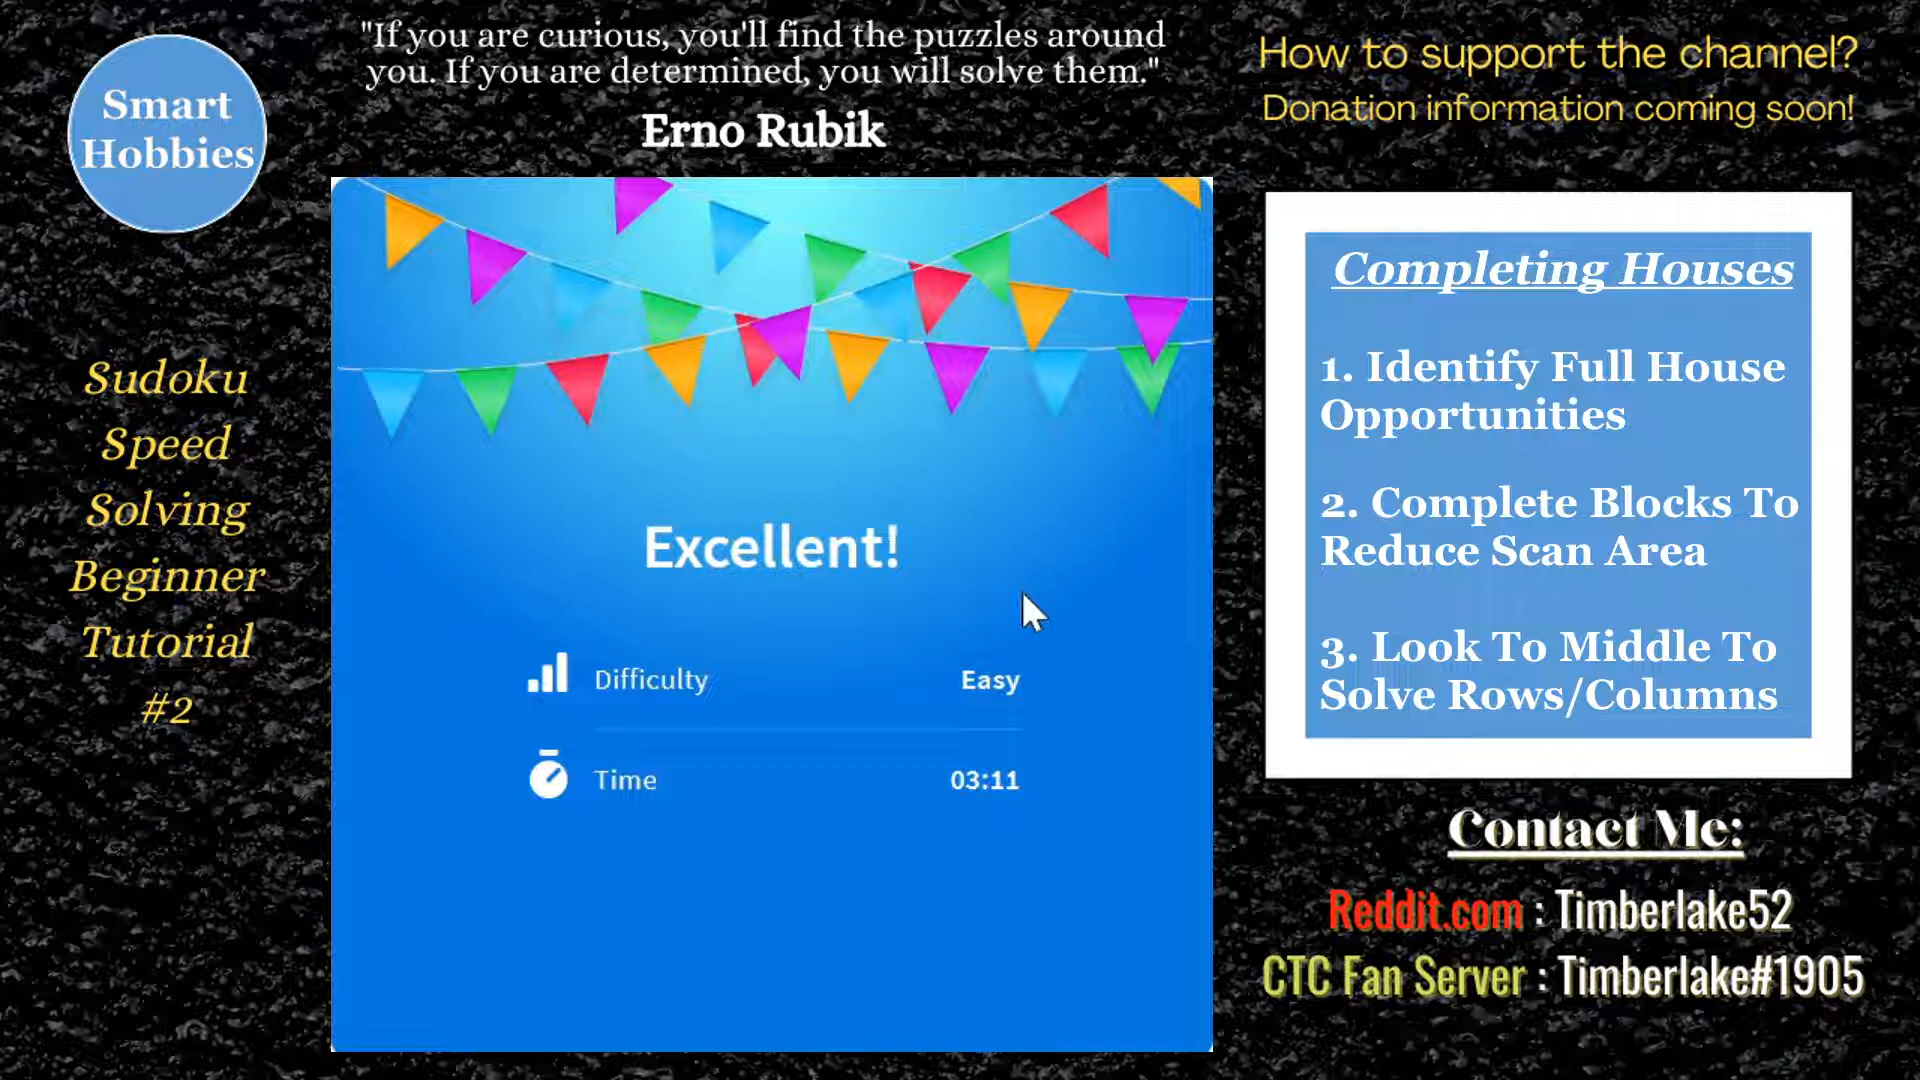 Smart
Hobbies
"If you are curious, you'll find the puzzles around
you. If you are determined, you will solve them."
Erno Rubik
How to support the channel?
Donation information coming soon!
Sudoku
Speed
Solving
Beginner
Tutorial
#2
Excellent!
Difficulty Easy
Time 03:11
Completing Houses
1. Identify Full House
Opportunities
2. Complete Blocks To
Reduce Scan Area
3. Look To Middle To
Solve Rows/Columns
Contact Me:
Reddit.com : Timberlake52
CTC Fan Server : Timberlake#1905